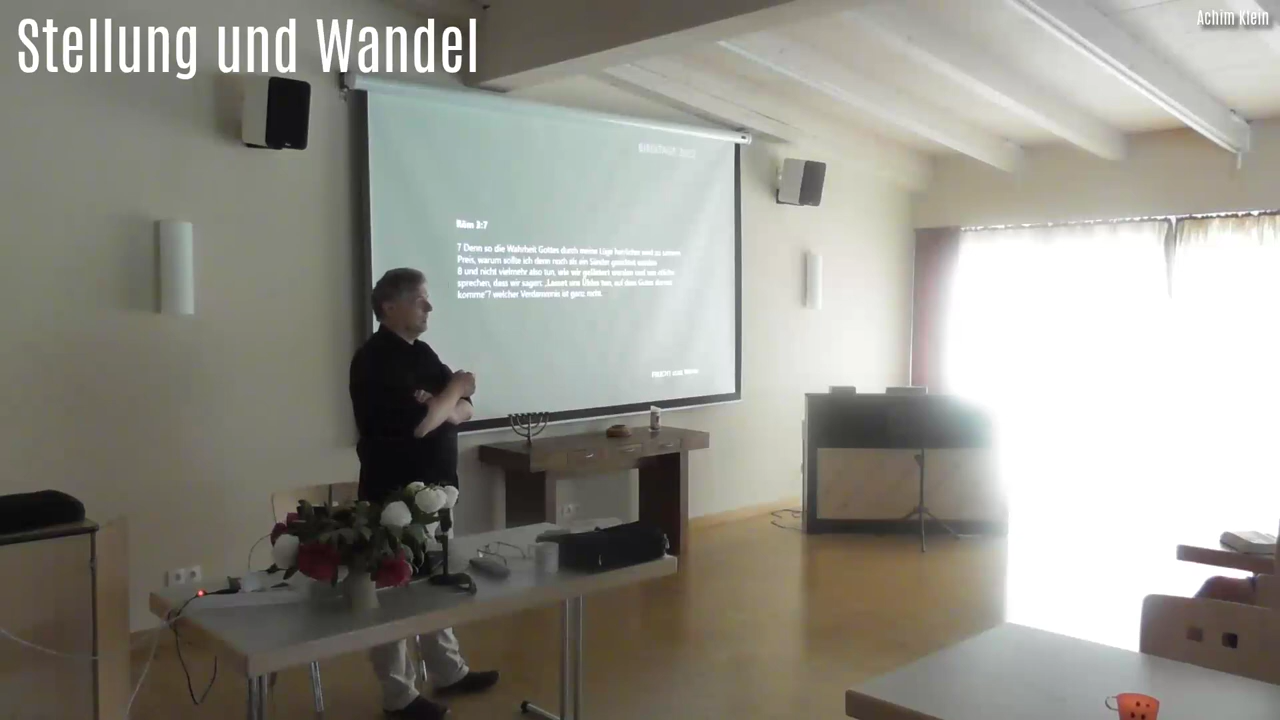 Stellung und Wandel
Achim Klein
Röm 3:7
7 Denn so die Wahrheit Gottes durch meine Lüge herrlicher wird zu seinem
Preis, warum sollte ich denn noch als ein Sünder gerichtet werden
8 und nicht vielmehr also tun, wie wir gelästert werden und wie etliche
sprechen, dass wir sagen: „Lasset uns Übles tun, auf dass Gutes daraus
komme"? welcher Verdammnis ist ganz recht.